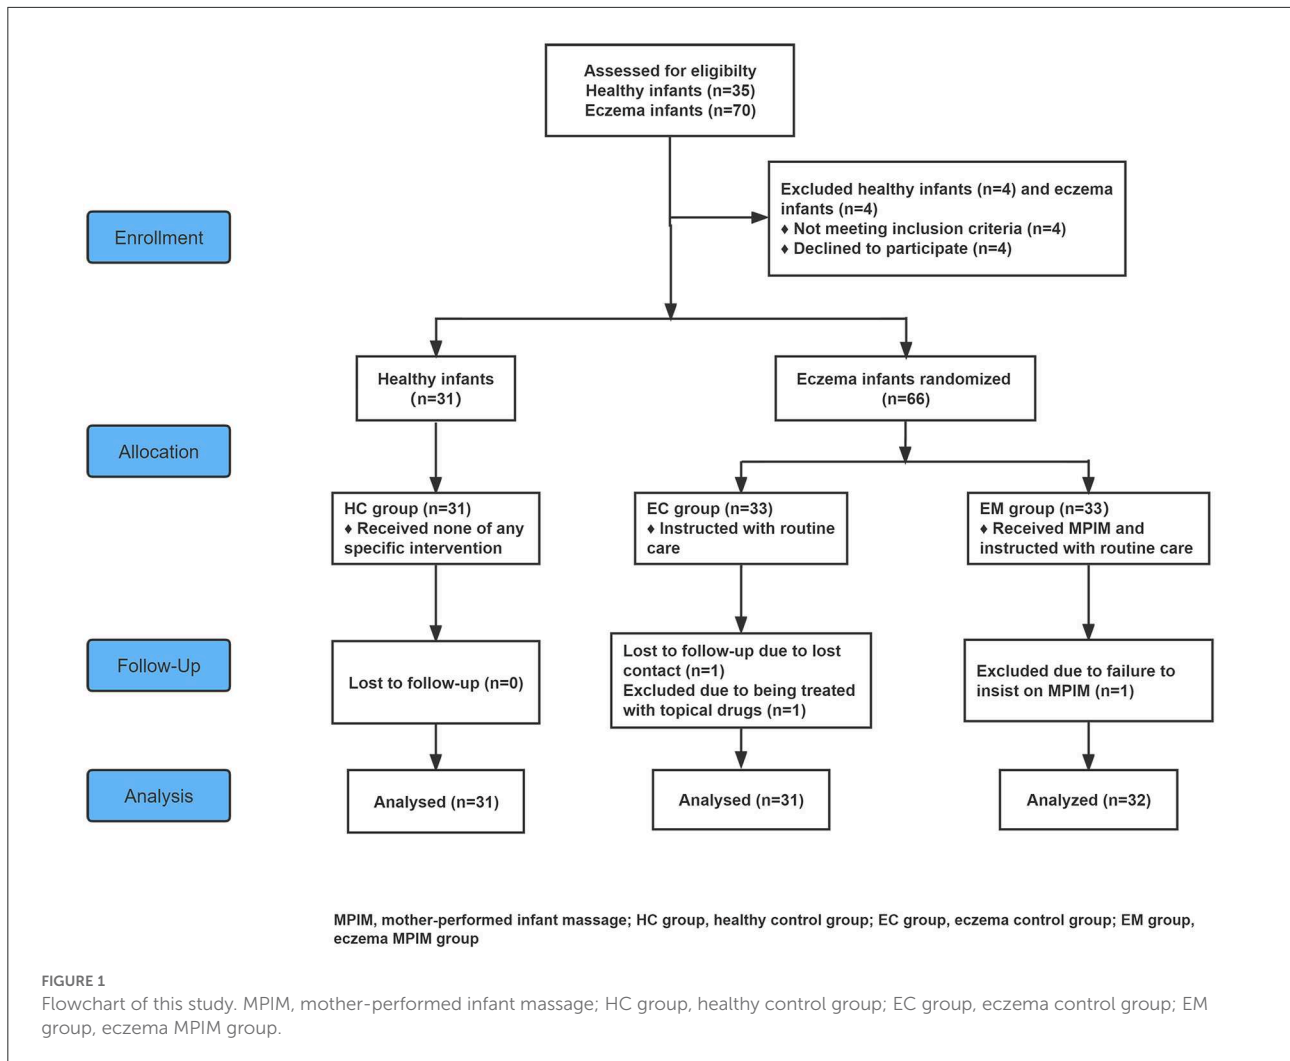 Assessed for eligibilty
Healthy infants (n=35)
Eczema infants (n=70)
Excluded healthy infants (n=4) and eczema
infants (n=4)
♦ Not meeting inclusion criteria (n=4)
♦ Declined to participate (n=4)
Enrollment
Healthy infants
(n=31)
Eczema infants randomized
(n=66)
Allocation
HC group (n=31)
♦ Received none of any
specific intervention
EC group (n=33)
♦ Instructed with routine
care
EM group (n=33)
♦ Received MPIM and
instructed with routine care
Follow-Up
Lost to follow-up (n=0)
Lost to follow-up due to lost
contact (n=1)
Excluded due to being treated
with topical drugs (n=1)
Excluded due to failure to
insist on MPIM (n=1)
Analysis
Analysed (n=31)
Analysed (n=31)
Analyzed (n=32)
MPIM, mother-performed infant massage; HC group, healthy control group; EC group, eczema control group; EM group,
eczema MPIM group
FIGURE 1
Flowchart of this study. MPIM, mother-performed infant massage; HC group, healthy control group; EC group, eczema control group; EM
group, eczema MPIM group.